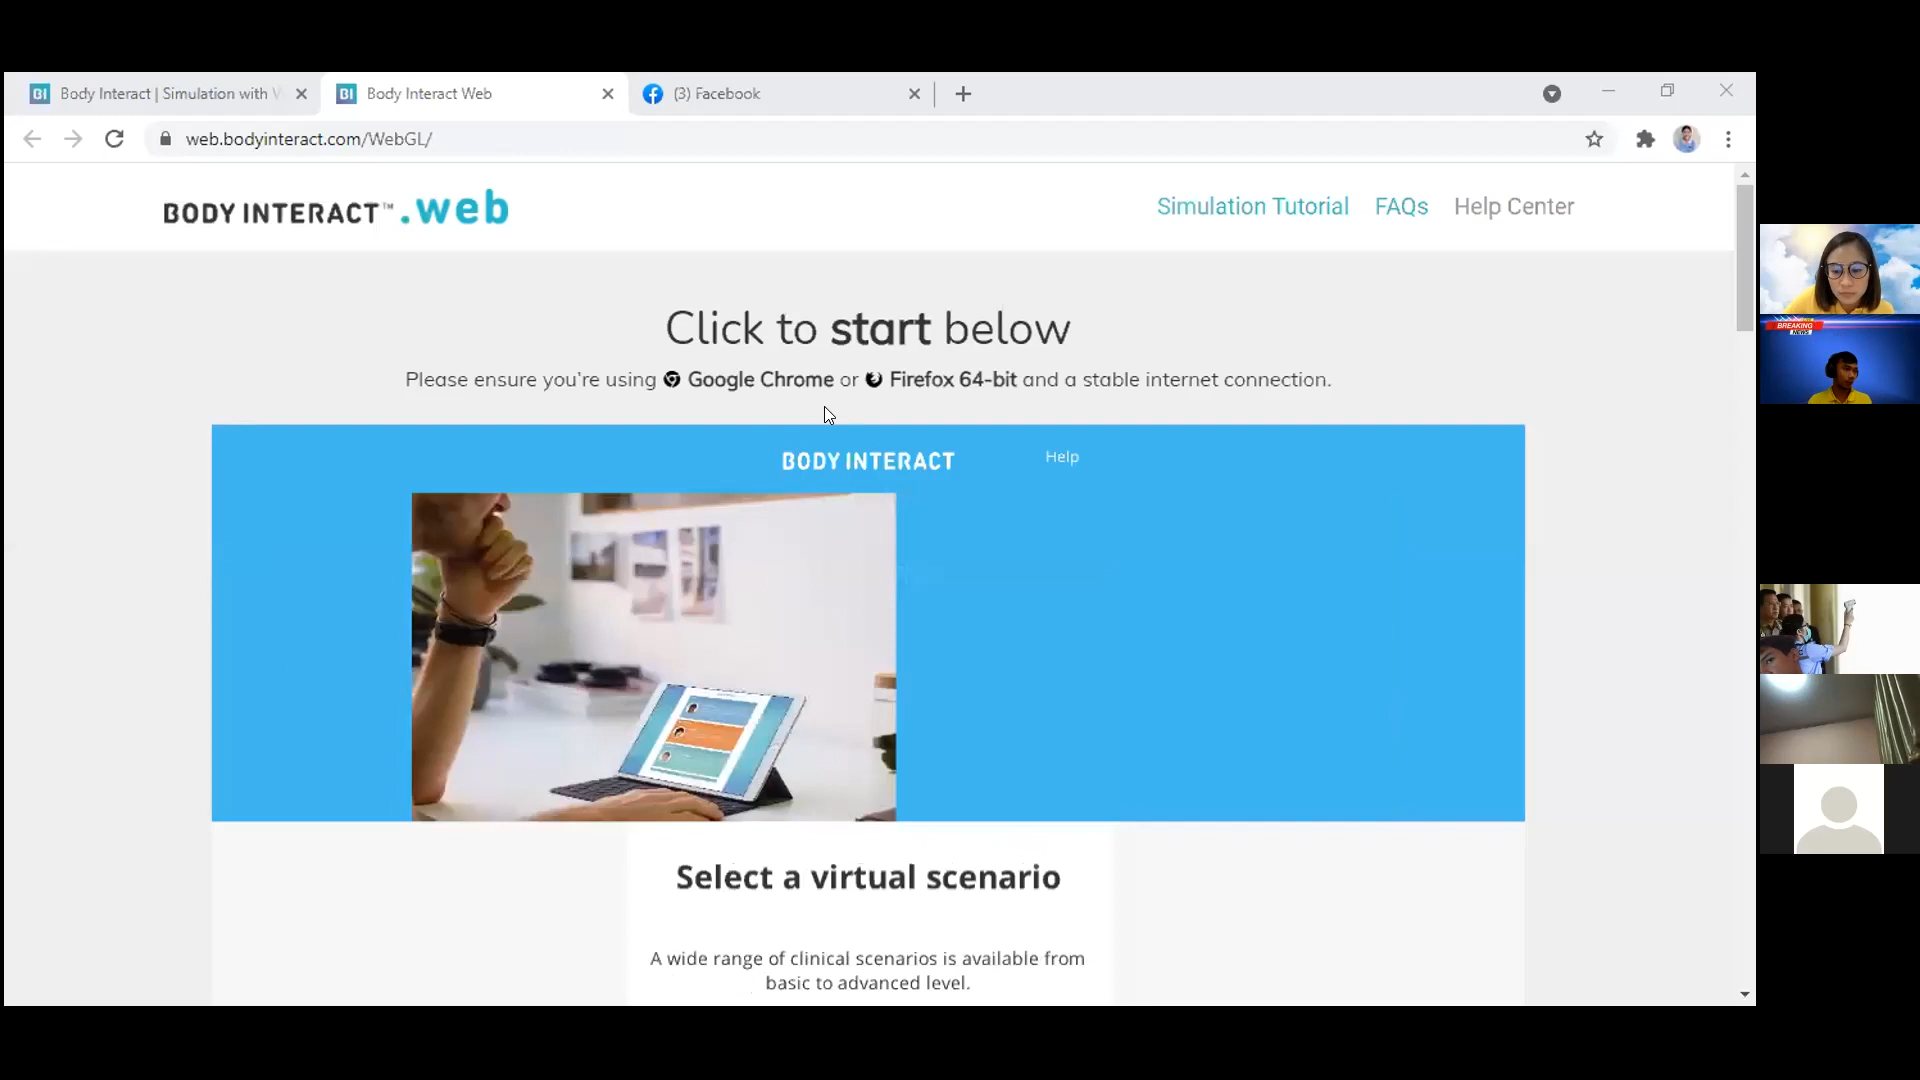 Body Interact | Simulation with V
Body Interact Web
(3) Facebook
web.bodyinteract.com/WebGL/
BODY INTERACT™.web
Simulation Tutorial
FAQs
Help Center
Click to start below
Please ensure you're using Google Chrome or Firefox 64-bit and a stable internet connection.
BODY INTERACT
Help
Select a virtual scenario
A wide range of clinical scenarios is available from
basic to advanced level.
BREAKING
NEWS